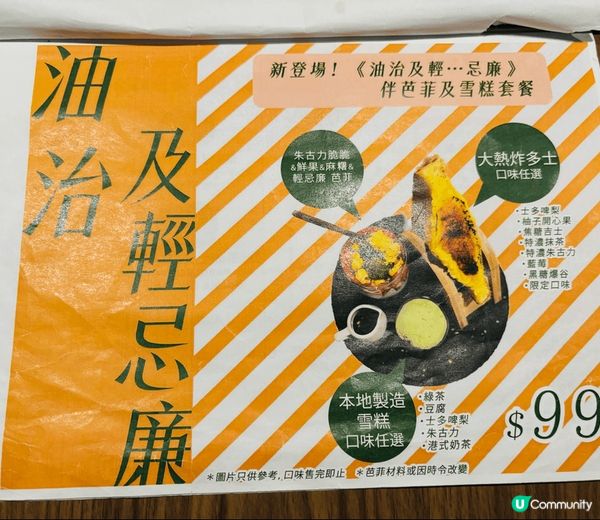 油治
及輕忌廉
新登場！《油治及輕…忌廉》
伴芭菲及雪糕套餐
朱古力脆脆
&鮮果&麻糬&
輕忌廉 芭菲
大熱炸多士
口味任選
•士多啤梨
•柚子開心果
•焦糖吉士
•特濃抹茶
•特濃朱古力
•藍莓
•黑糖爆谷
•限定口味
本地製造
雪糕
口味任選
•綠茶
•豆腐
•士多啤梨
•朱古力
•港式奶茶
$99
*圖片只供參考, 口味售完即止 *芭菲材料或因時令改變
U Community